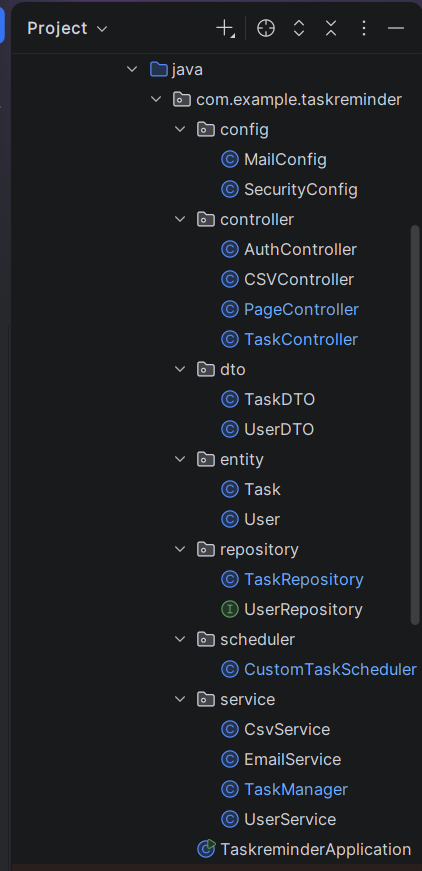 Project
java
com.example.taskreminder
config
MailConfig
SecurityConfig
controller
AuthController
CSVController
PageController
TaskController
dto
TaskDTO
UserDTO
entity
Task
User
repository
TaskRepository
UserRepository
scheduler
CustomTaskScheduler
service
CsvService
EmailService
TaskManager
UserService
TaskreminderApplication